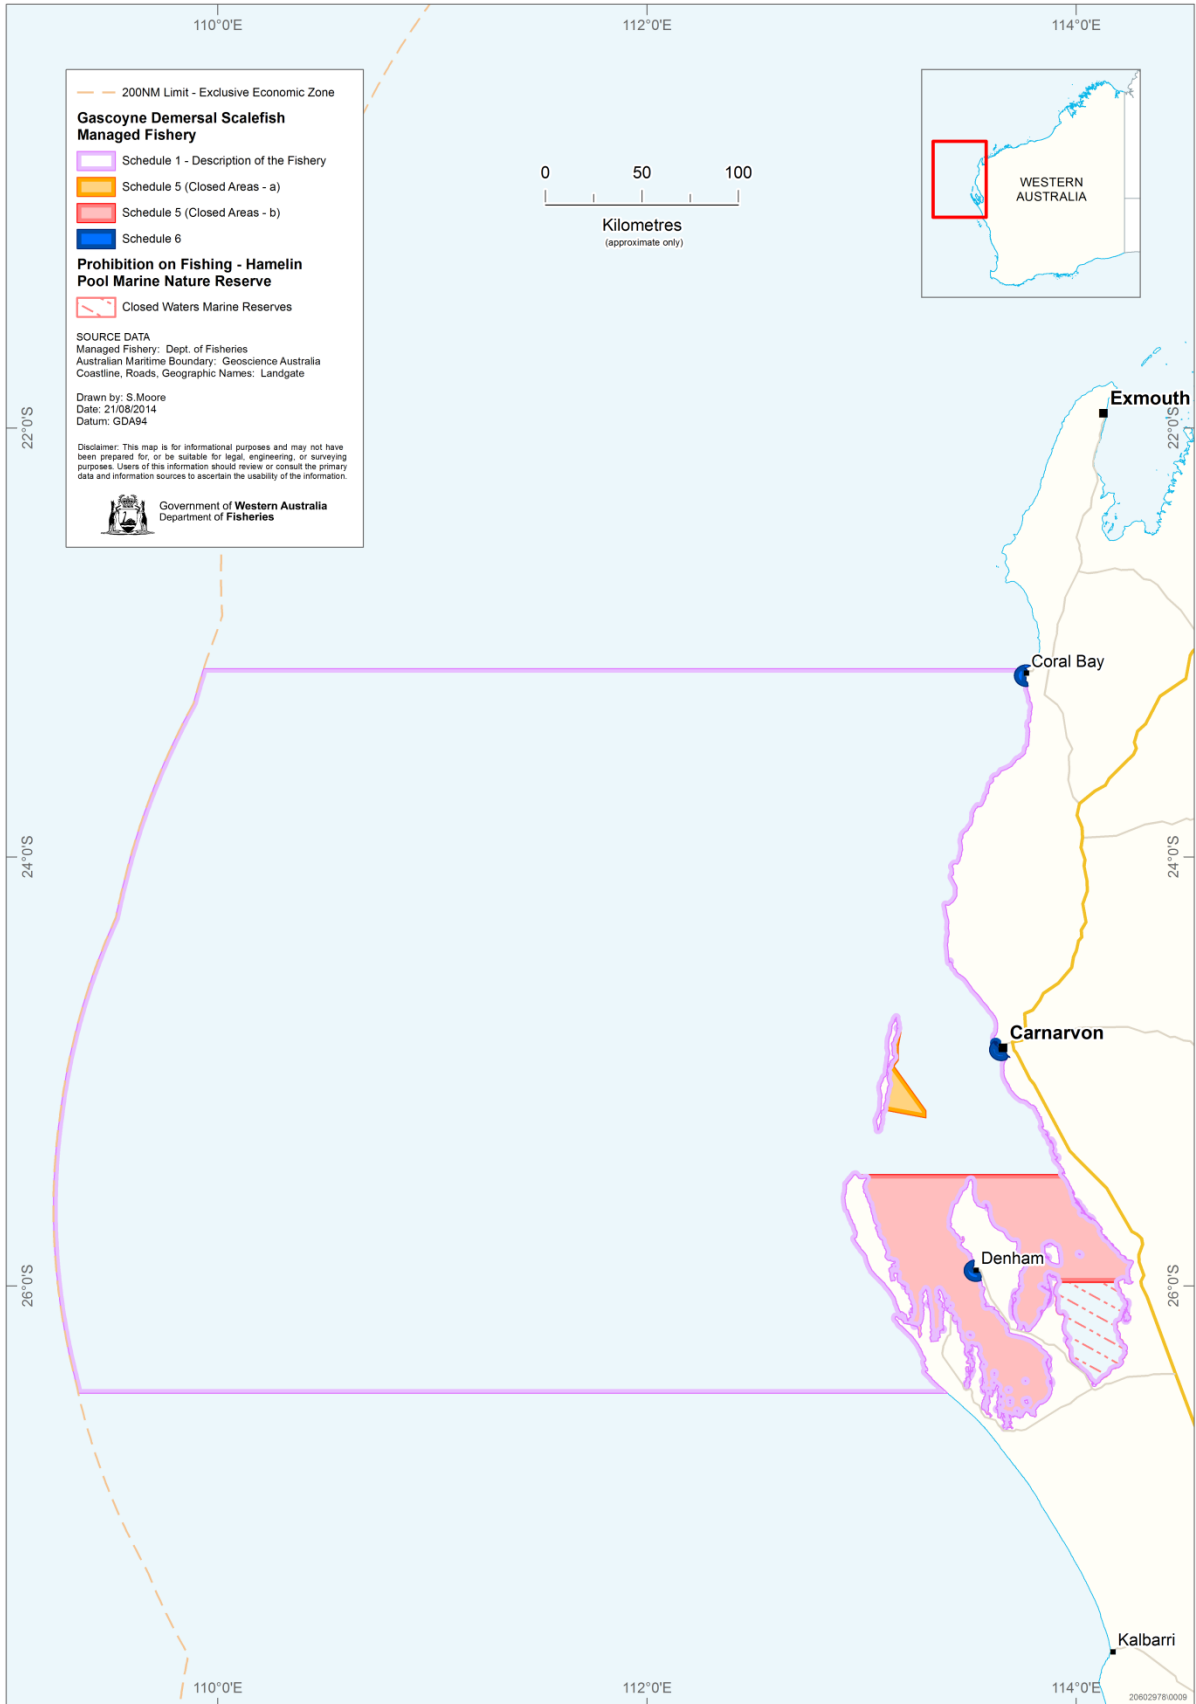 110°0'E
112°0'E
114°0'E
200NM Limit - Exclusive Economic Zone
Gascoyne Demersal Scalefish
Managed Fishery
Schedule 1 - Description of the Fishery
Schedule 5 (Closed Areas - a)
Schedule 5 (Closed Areas - b)
Schedule 6
Prohibition on Fishing - Hamelin
Pool Marine Nature Reserve
Closed Waters Marine Reserves
SOURCE DATA
Managed Fishery: Dept. of Fisheries
Australian Maritime Boundary: Geoscience Australia
Coastline, Roads, Geographic Names: Landgate
Drawn by: S.Moore
Date: 21/08/2014
Datum: GDA94
Disclaimer: This map is for informational purposes and may not have
been prepared for, or be suitable for legal, engineering, or surveying
purposes. Users of this information should review or consult the primary
data and information sources to ascertain the usability of the information.
Government of Western Australia
Department of Fisheries
0 50 100
Kilometres
(approximate only)
WESTERN
AUSTRALIA
Exmouth
22°0'S
22°0'S
Coral Bay
24°0'S
24°0'S
Carnarvon
Denham
26°0'S
26°0'S
Kalbarri
110°0'E
112°0'E
114°0'E
20602978\0009